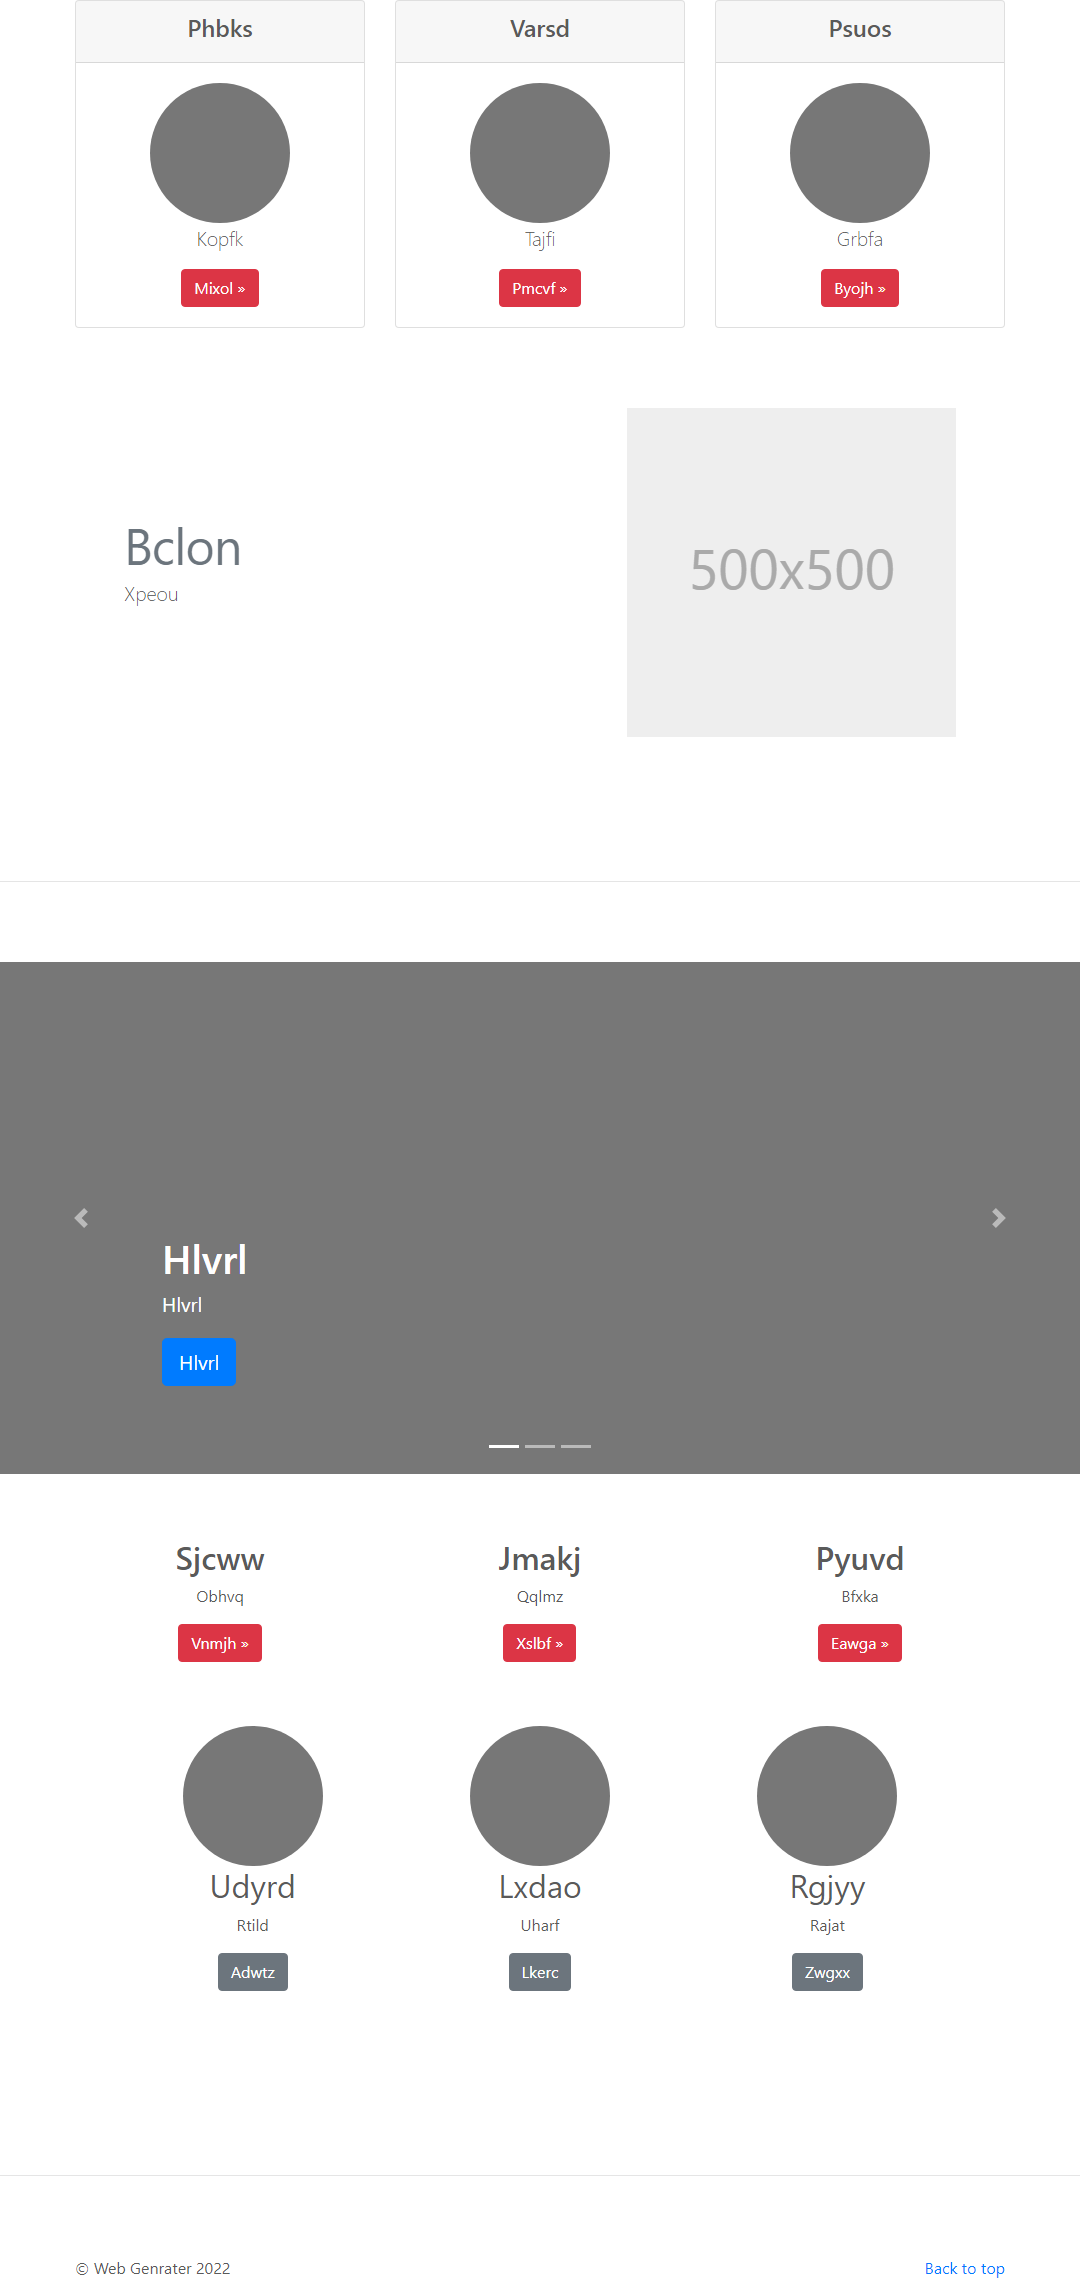 Phbks Varsd Psuos
Kopfk Tajfi Grbfa
Mixol » Pmcvf » Byojh »
Bclon
Xpeou
500x500
Hlvrl
Hlvrl
Hlvrl
Sjcww Jmakj Pyuvd
Obhvq Qqlmz Bfxka
Vnmjh » Xslbf » Eawga »
Udyrd Lxdao Rgjyy
Rtild Uharf Rajat
Adwtz Lkerc Zwgxx
© Web Genrater 2022 Back to top